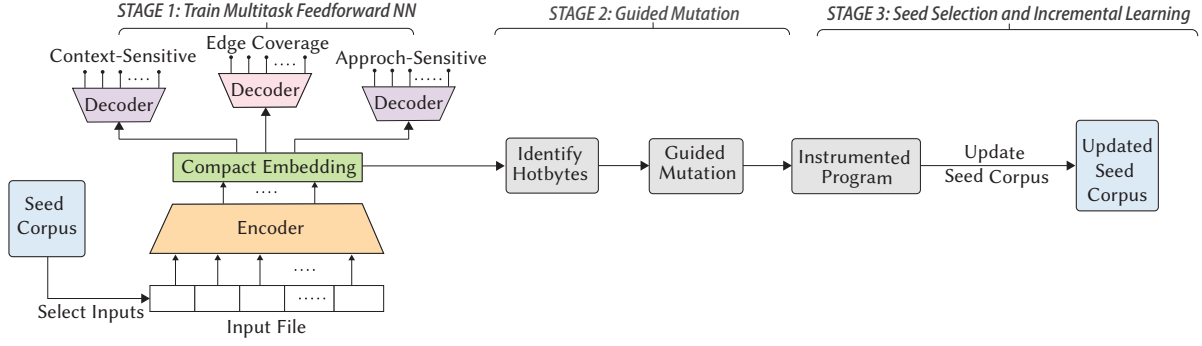 STAGE 1: Train Multitask Feedforward NN
STAGE 2: Guided Mutation
STAGE 3: Seed Selection and Incremental Learning
Context-Sensitive
Edge Coverage
Approch-Sensitive
Decoder
Decoder
Decoder
Compact Embedding
Encoder
Seed
Corpus
Select Inputs
Input File
Identify
Hotbytes
Guided
Mutation
Instrumented
Program
Update
Seed Corpus
Updated
Seed
Corpus